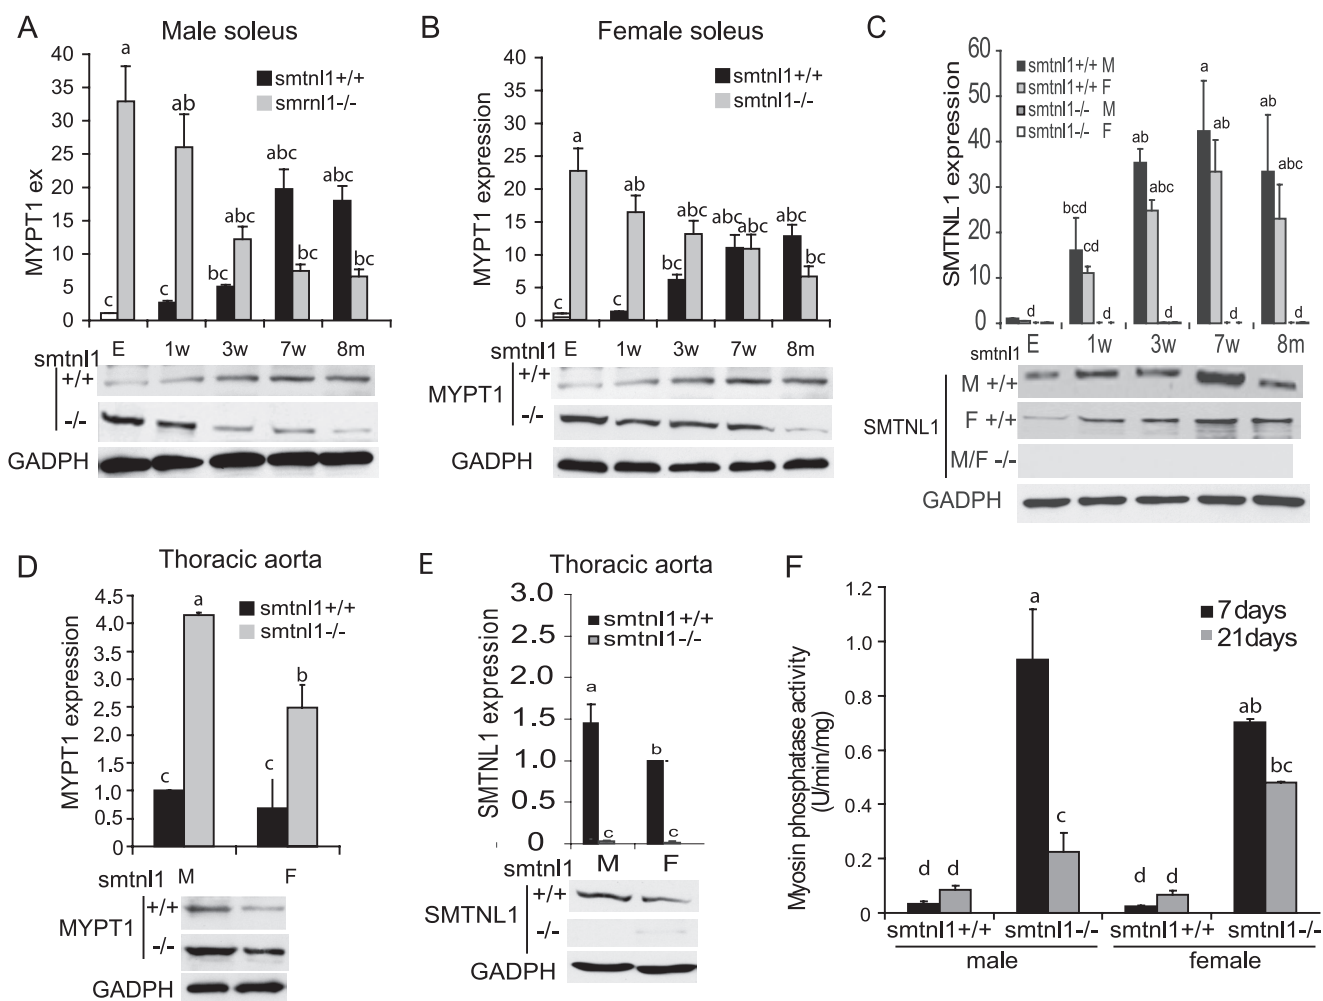 A
Male soleus
MYPT1 ex
40
35
30
25
20
15
10
5
0
a
ab
abc
abc
abc
c
c
bc
bc
bc
smtnl1+/+
smrnl1-/-
smtnl1
E 1w 3w 7w 8m
+/+
-/-
GADPH
B
Female soleus
MYPT1 expression
40
35
30
25
20
15
10
5
0
a
ab
abc
abc
abc
abc
c
c
bc
bc
smtnl1+/+
smtnl1-/-
smtnl1
E 1w 3w 7w 8m
MYPT1
+/+
-/-
GADPH
C
SMTNL1 expression
60
50
40
30
20
10
0
smtnl1+/+ M
smtnl1+/+ F
smtnl1-/- M
smtnl1-/- F
a
ab
ab
ab
abc
abc
bcd
cd
d
d
d
d
d
smtnl1
E 1w 3w 7w 8m
SMTNL1
M +/+
F +/+
M/F -/-
GADPH
D
Thoracic aorta
MYPT1 expression
4.5
4.0
3.5
3.0
2.5
2.0
1.5
1.0
0.5
0
smtnl1+/+
smtnl1-/-
a
b
c
c
smtnl1
M F
MYPT1
+/+
-/-
GADPH
E
Thoracic aorta
SMTNL1 expression
3.0
2.5
2.0
1.5
1.0
0.5
0
smtnl1+/+
smtnl1-/-
a
b
c
c
smtnl1
M F
SMTNL1
+/+
-/-
GADPH
F
Myosin phosphatase activity
(U/min/mg)
1.2
1.0
0.8
0.6
0.4
0.2
0
7 days
21days
a
ab
bc
c
d d
d d
smtnl1+/+ smtnl1-/- smtnl1+/+ smtnl1-/-
male female